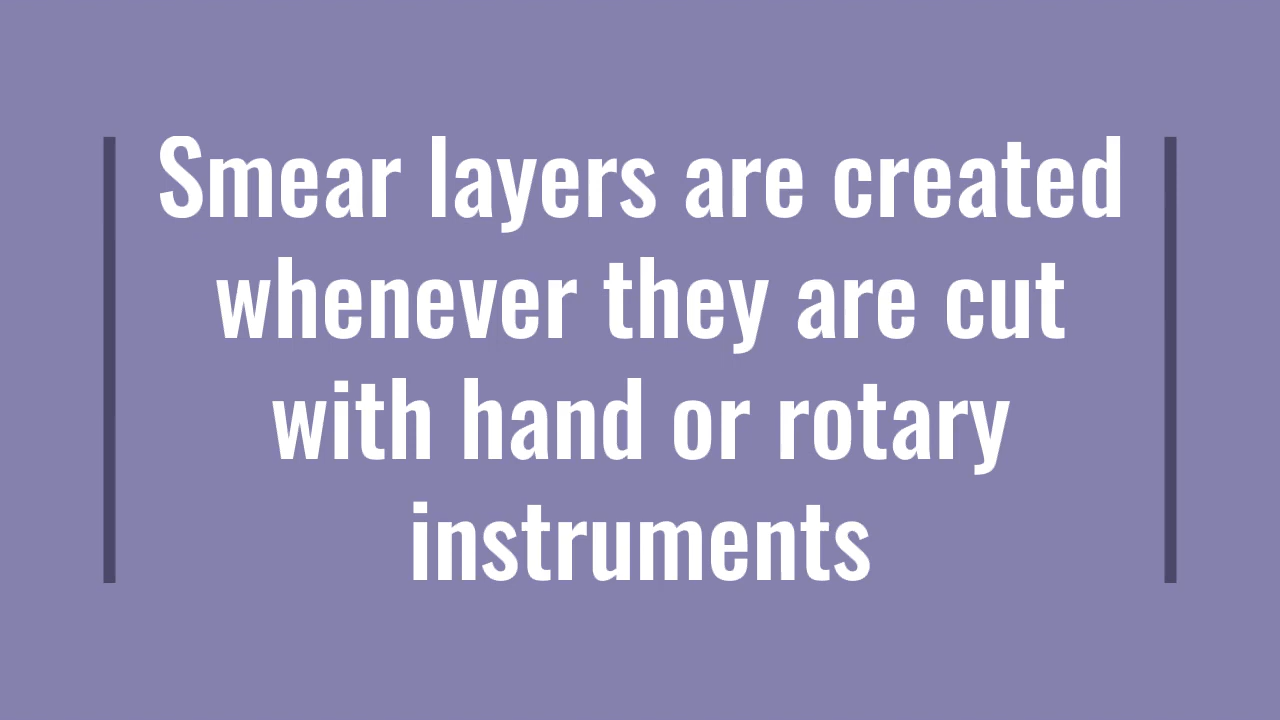 Smear layers are created
whenever they are cut
with hand or rotary
instruments